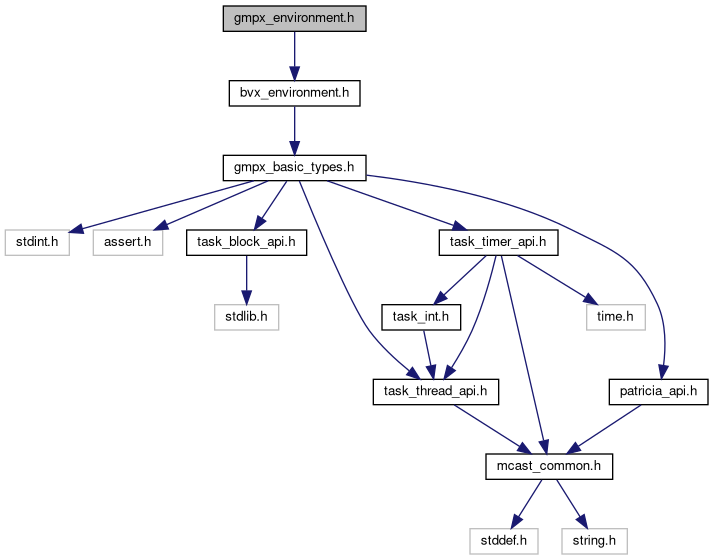 gmpx_environment.h
bvx_environment.h
gmpx_basic_types.h
stdint.h
assert.h
task_block_api.h
task_timer_api.h
stdlib.h
task_int.h
time.h
task_thread_api.h
patricia_api.h
mcast_common.h
stddef.h
string.h